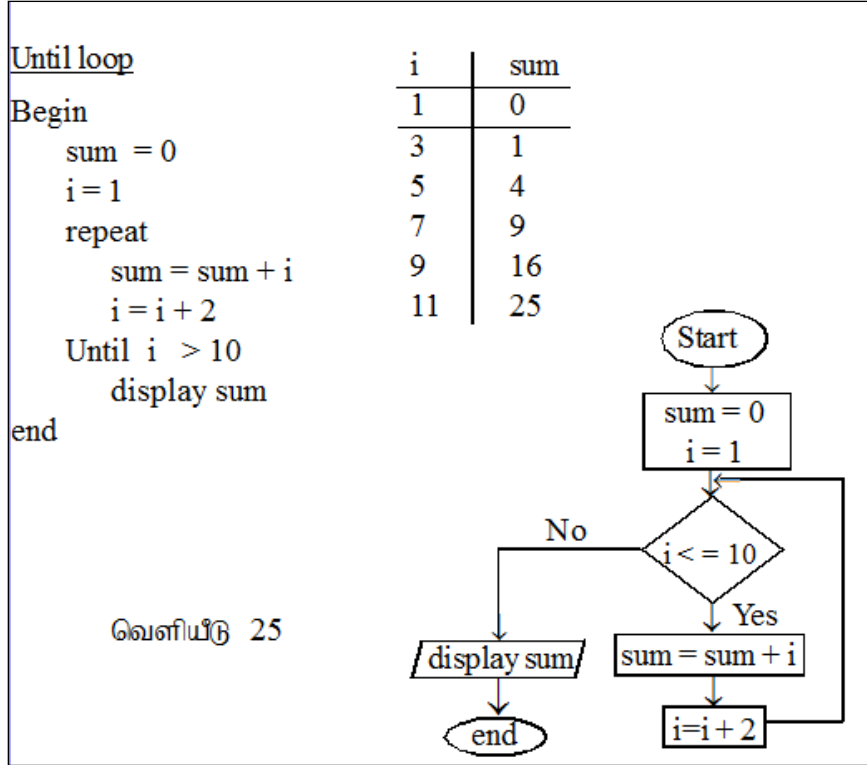 Until loop
Begin
sum = 0
i = 1
repeat
sum = sum + i
i = i + 2
Until i > 10
display sum
end
வெளியீடு 25
i sum
1 0
3 1
5 4
7 9
9 16
11 25
Start
sum = 0
i = 1
i < = 10
No
Yes
display sum
sum = sum + i
end
i=i + 2